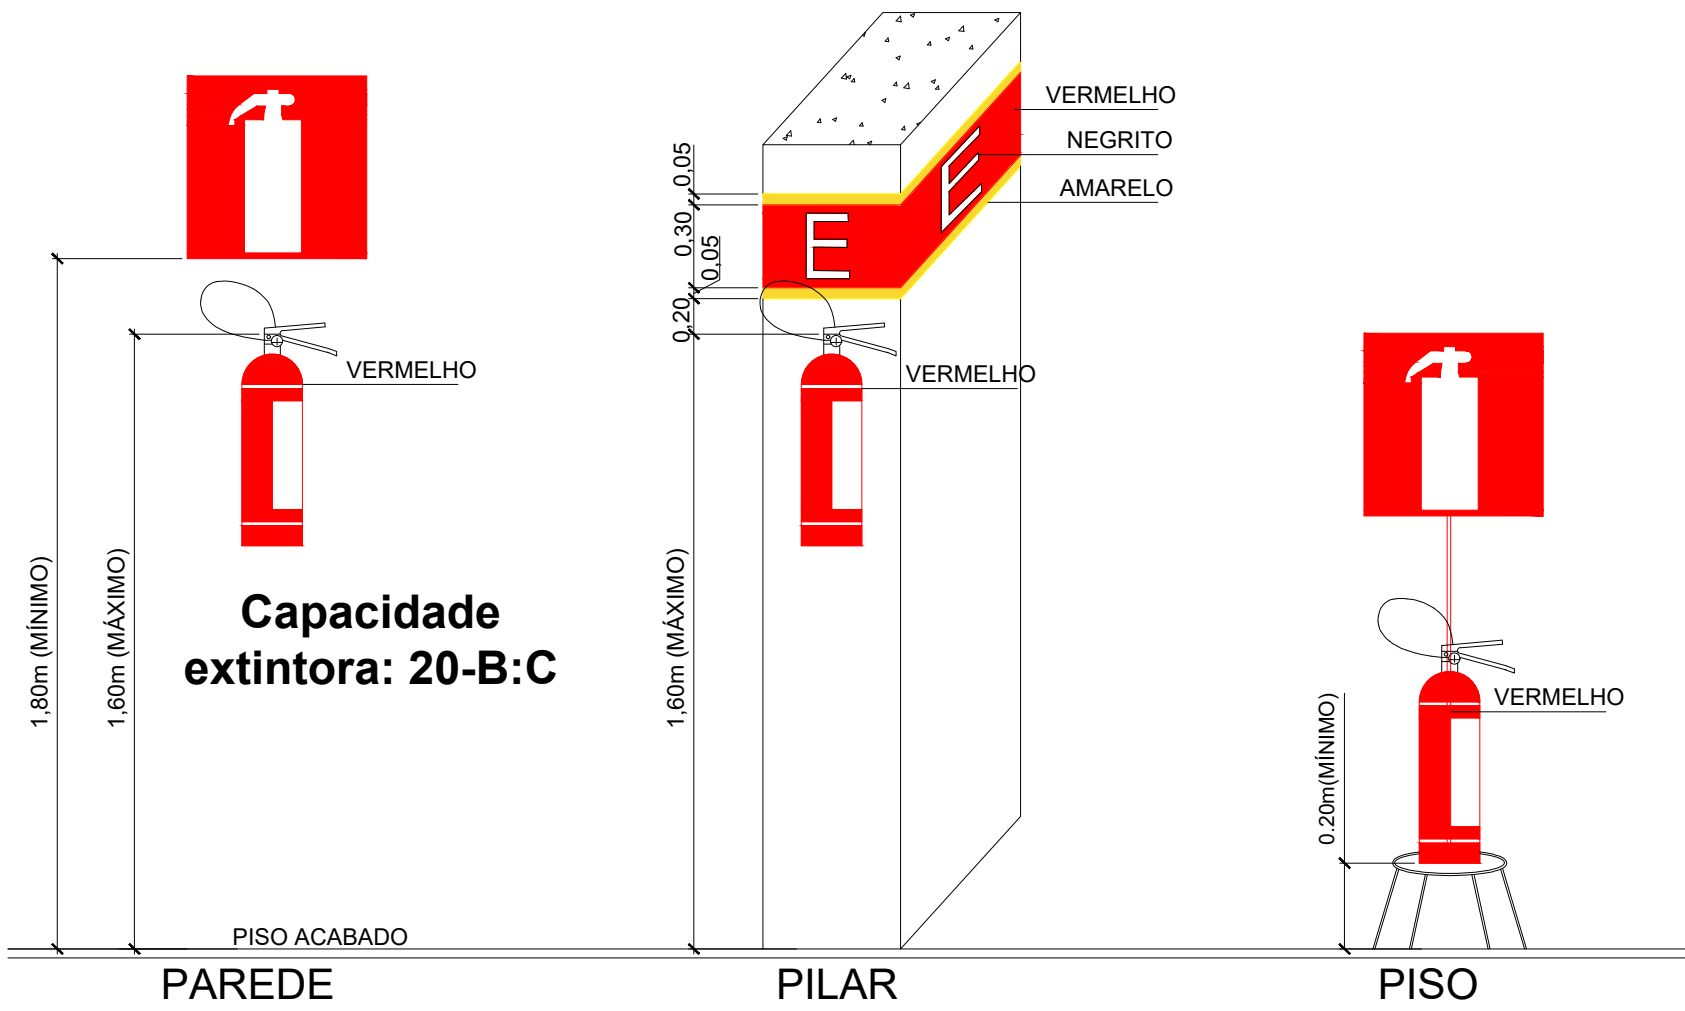 VERMELHO
NEGRITO
AMARELO
0,05
0,30
0,05
0,20
E
E
VERMELHO
VERMELHO
1,80m (MÍNIMO)
1,60m (MÁXIMO)
Capacidade
extintora: 20-B:C
1,60m (MÁXIMO)
VERMELHO
0.20m(MÍNIMO)
PISO ACABADO
PAREDE
PILAR
PISO